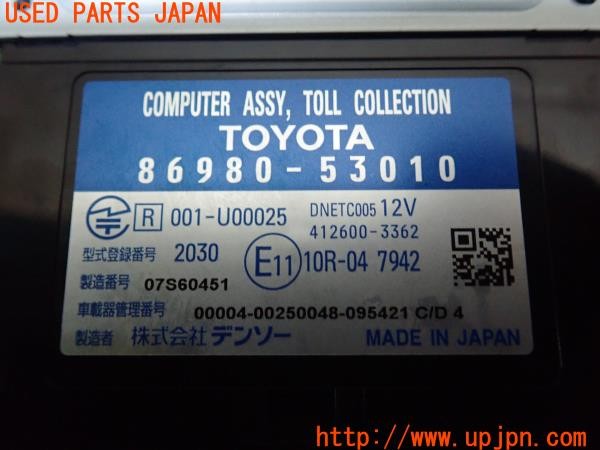 USED PARTS JAPAN
COMPUTER ASSY, TOLL COLLECTION
TOYOTA
86980-53010
R 001-U00025 DNETC005 12V
412600-3362
型式登録番号 2030 E11 10R-04 7942
製造番号 07S60451
車載器管理番号 00004-00250048-095421 C/D 4
製造者 株式会社 デンソー MADE IN JAPAN
UPJ
http://www.upjpn.com